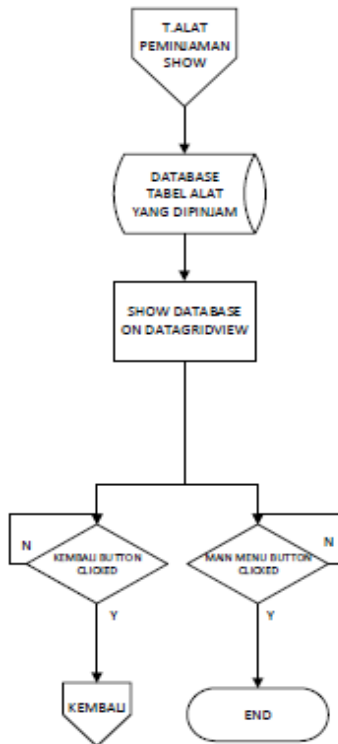 T.ALAT
PEMINJAMAN
SHOW
DATABASE
TABEL ALAT
YANG DIPINJAM
SHOW DATABASE
ON DATAGRIDVIEW
N
KEMBALI BUTTON
CLICKED
MAIN MENU BUTTON
CLICKED
N
Y
Y
KEMBALI
END